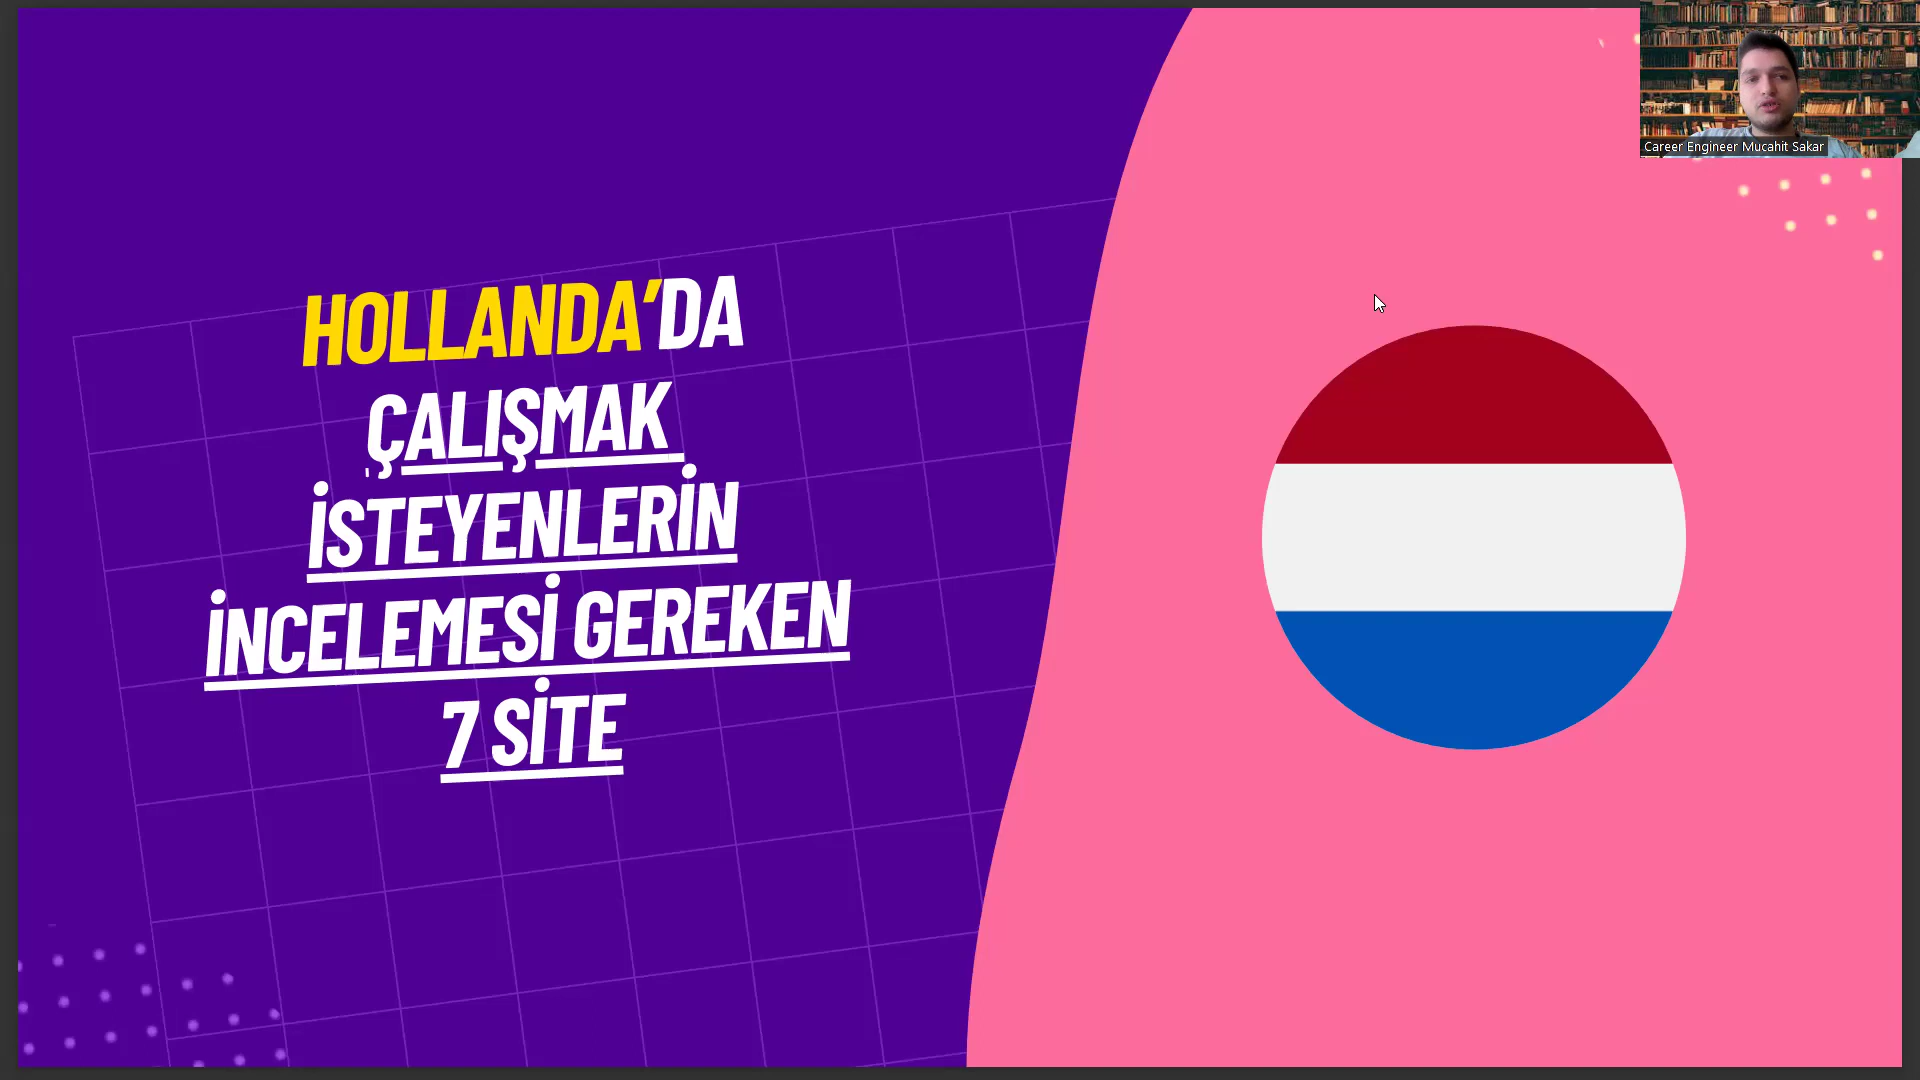 Career Engineer Mucahit Sakar
HOLLANDA'DA
ÇALIŞMAK
İSTEYENLERİN
İNCELEMESİ GEREKEN
7 SİTE